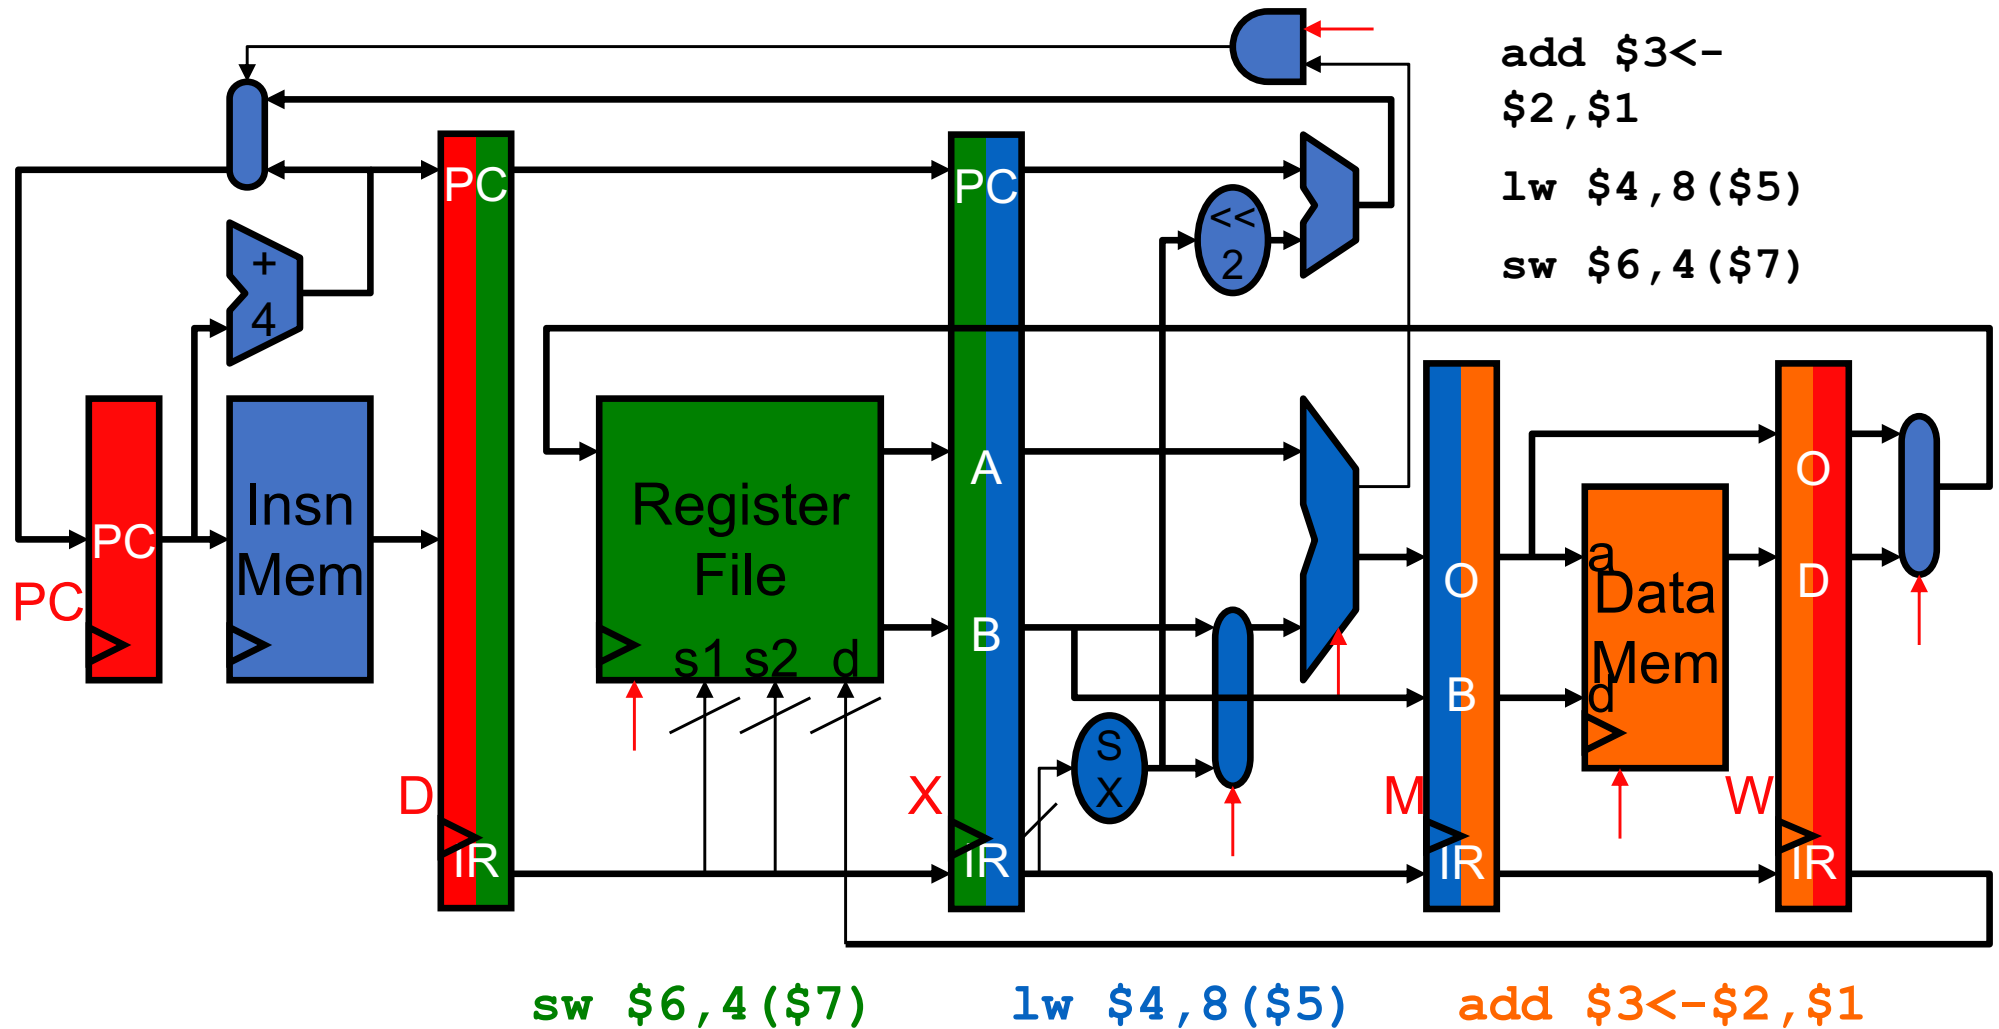 add $3<-
$2,$1
lw $4,8($5)
sw $6,4($7)
PC
PC
<<
2
+
4
PC
PC
Insn
Mem
Register
File
s1 s2 d
A
B
S
X
O
B
a
Data
Mem
d
O
D
D
X
M
W
IR
IR
IR
IR
sw $6,4($7)
lw $4,8($5)
add $3<-$2,$1